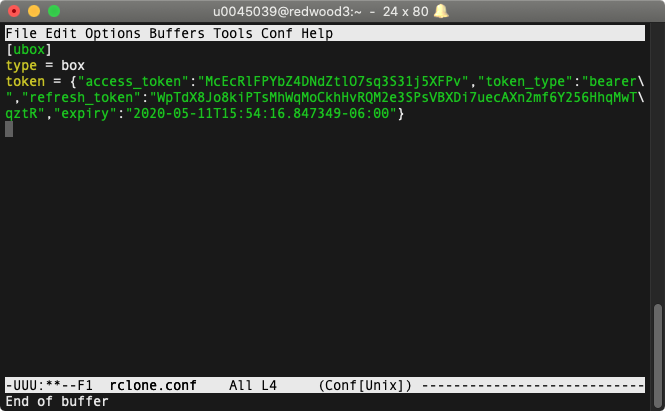 u0045039@redwood3:~ - 24 x 80
File Edit Options Buffers Tools Conf Help
[ubox]
type = box
token = {"access_token":"McEcRlFPYbZ4DNdZtlO7sq3S31j5XFPv","token_type":"bearer\
","refresh_token":"WpTdX8Jo8kiPTsMhWqMoCkhHvRQM2e3SPsVBXDi7uecAXn2mf6Y256HhqMwT\
qztR","expiry":"2020-05-11T15:54:16.847349-06:00"}
-UUU:**--F1 rclone.conf All L4 (Conf[Unix]) ----------------------------
End of buffer